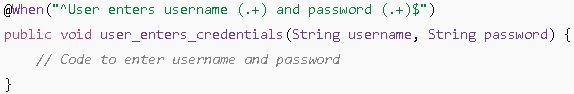 @When("^User enters username (.+) and password (.+)$")
public void user_enters_credentials(String username, String password) {
// Code to enter username and password
}